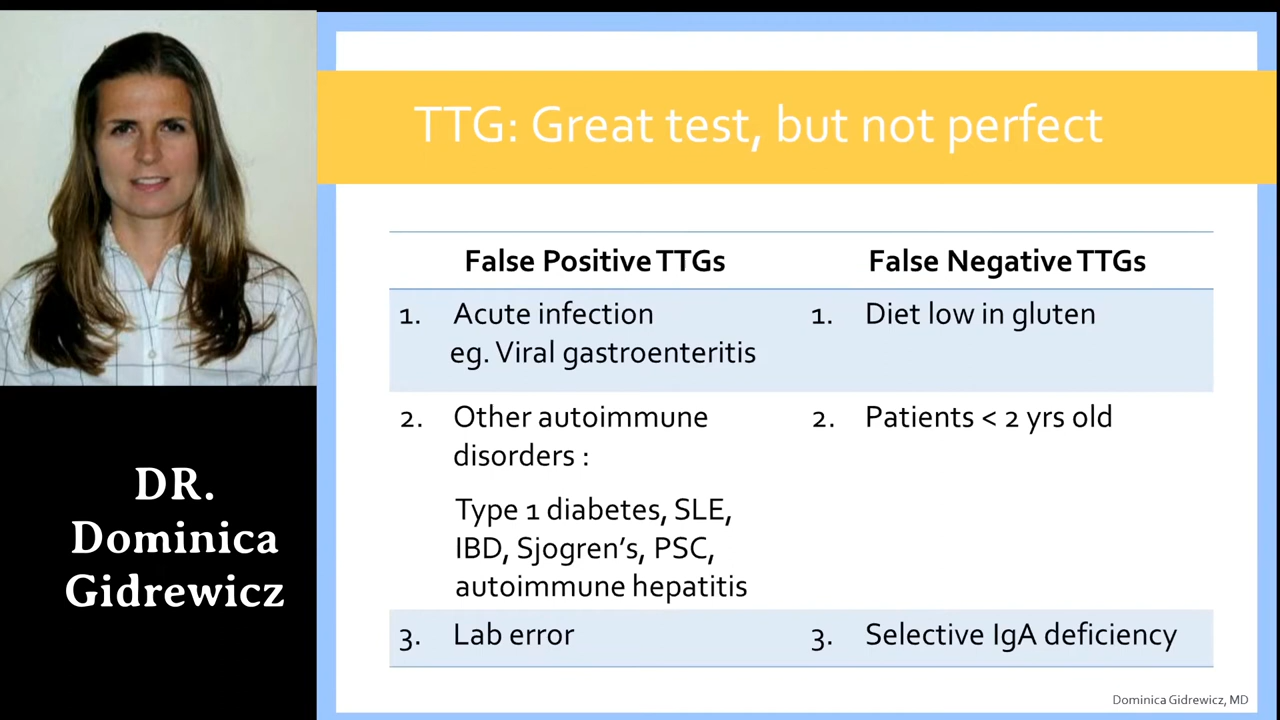 TTG: Great test, but not perfect
False Positive TTGs
False Negative TTGs
1. Acute infection
eg. Viral gastroenteritis
1. Diet low in gluten
2. Other autoimmune
disorders :
Type 1 diabetes, SLE,
IBD, Sjogren's, PSC,
autoimmune hepatitis
2. Patients < 2 yrs old
3. Lab error
3. Selective IgA deficiency
DR.
Dominica
Gidrewicz
Dominica Gidrewicz, MD